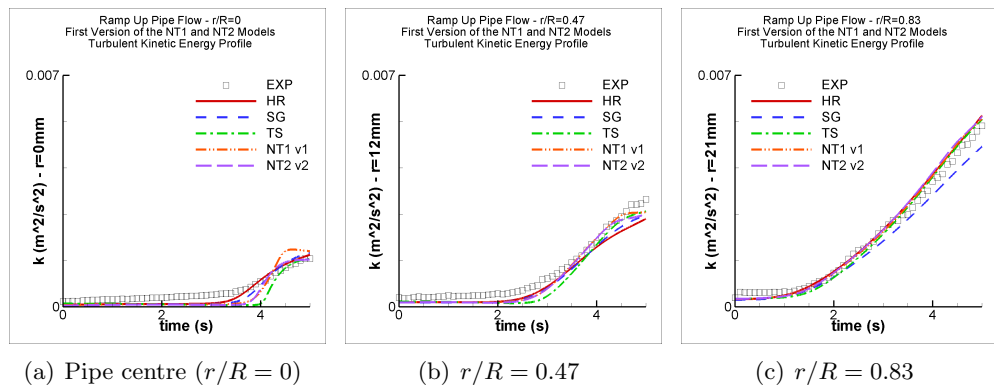 Ramp Up Pipe Flow - r/R=0
First Version of the NT1 and NT2 Models
Turbulent Kinetic Energy Profile
0.007
EXP
HR
SG
TS
NT1 v1
NT2 v2
k (m^2/s^2) - r=0mm
0
0
2
4
time (s)
(a) Pipe centre (r/R = 0)
Ramp Up Pipe Flow - r/R=0.47
First Version of the NT1 and NT2 Models
Turbulent Kinetic Energy Profile
0.007
EXP
HR
SG
TS
NT1 v1
NT2 v2
k (m^2/s^2) - r=12mm
0
0
2
4
time (s)
(b) r/R = 0.47
Ramp Up Pipe Flow - r/R=0.83
First Version of the NT1 and NT2 Models
Turbulent Kinetic Energy Profile
0.007
EXP
HR
SG
TS
NT1 v1
NT2 v2
k (m^2/s^2) - r=21mm
0
0
2
4
time (s)
(c) r/R = 0.83